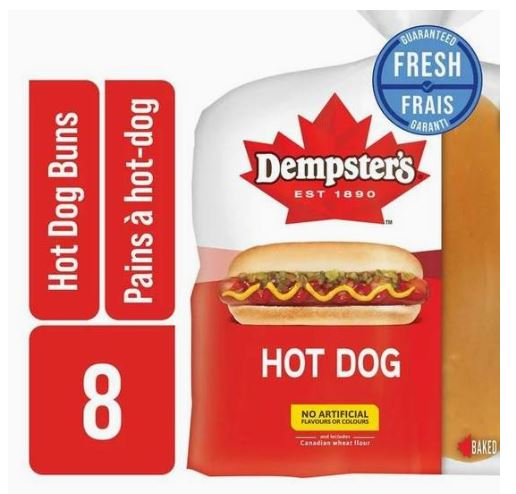 Hot Dog Buns
Pains à hot-dog
8
GUARANTEED
FRESH
FRAIS
GARANTI
Dempster's
EST 1890
TM
HOT DOG
NO ARTIFICIAL
FLAVOURS OR COLOURS
and includes
Canadian wheat flour
BAKED